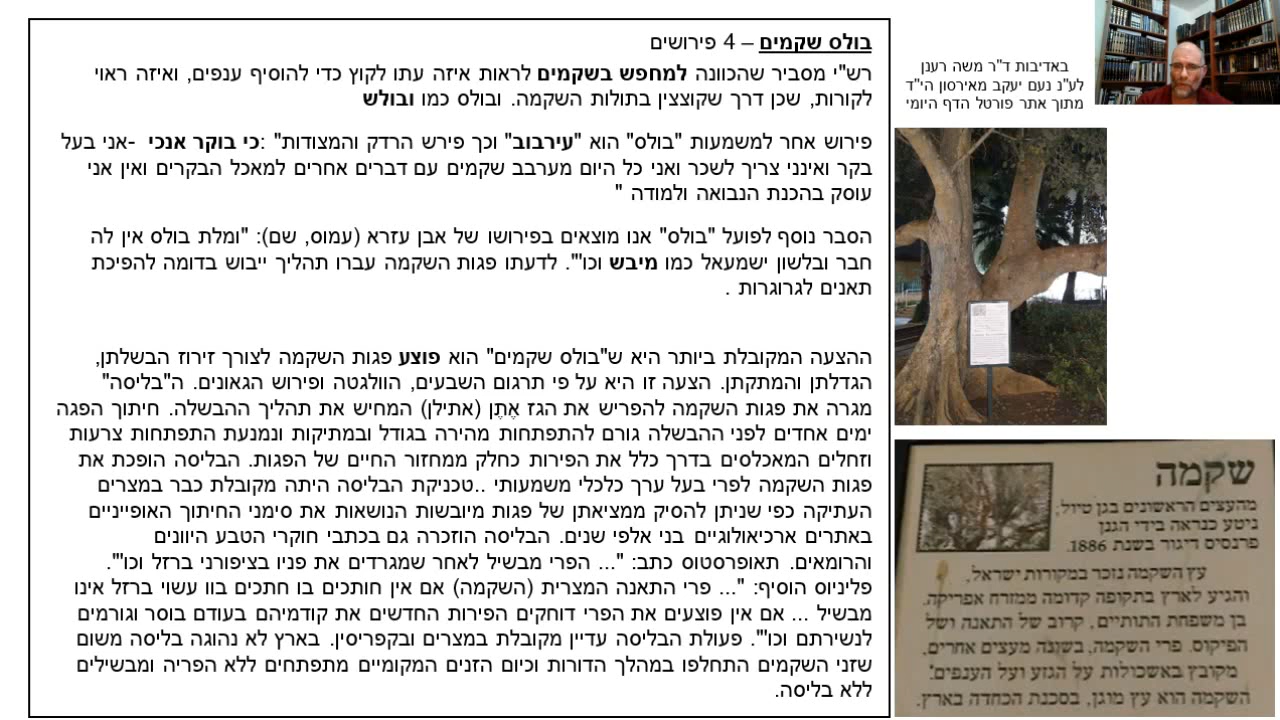 בולס שקמים – 4 פירושים
רש"י מסביר שהכוונה למחפש בשקמים לראות איזה עתו לקוץ כדי להוסיף ענפים, ואיזה ראוי
לקורות, שכן דרך שקוצצין בתולות השקמה. ובולס כמו ובולש
פירוש אחר למשמעות "בולס" הוא "עירבוב" וכך פירש הרדק והמצודות" :כי בוקר אנכי -אני בעל
בקר ואינני צריך לשכר ואני כל היום מערבב שקמים עם דברים אחרים למאכל הבקרים ואין אני
עוסק בהכנת הנבואה ולמודה "
הסבר נוסף לפועל "בולס" אנו מוצאים בפירושו של אבן עזרא (עמוס, שם): "ומלת בולס אין לה
חבר ובלשון ישמעאל כמו מיבש וכו'". לדעתו פגות השקמה עברו תהליך ייבוש בדומה להפיכת
תאנים לגרוגרות .
ההצעה המקובלת ביותר היא ש"בולס שקמים" הוא פוצע פגות השקמה לצורך זירוז הבשלתן,
הגדלתן והמתקתן. הצעה זו היא על פי תרגום השבעים, הוולגטה ופירוש הגאונים. ה"בליסה"
מגרה את פגות השקמה להפריש את הגז אֶתֶן (אתילן) המחיש את תהליך ההבשלה. חיתוך הפגה
ימים אחדים לפני ההבשלה גורם להתפתחות מהירה בגודל ובמתיקות ונמנעת התפתחות צרעות
וזחלים המאכלסים בדרך כלל את הפירות כחלק ממחזור החיים של הפגות. הבליסה הופכת את
פגות השקמה לפרי בעל ערך כלכלי משמעותי ..טכניקת הבליסה היתה מקובלת כבר במצרים
העתיקה כפי שניתן להסיק ממציאתן של פגות מיובשות הנושאות את סימני החיתוך האופייניים
באתרים ארכיאולוגיים בני אלפי שנים. הבליסה הוזכרה גם בכתבי חוקרי הטבע היוונים
והרומאים. תאופרסטוס כתב: "... הפרי מבשיל לאחר שמגרדים את פניו בציפורני ברזל וכו'".
פליניוס הוסיף: "... פרי התאנה המצרית (השקמה) אם אין חותכים בו חתכים בוו עשוי ברזל אינו
מבשיל ... אם אין פוצעים את הפרי דוחקים הפירות החדשים את קודמיהם בעודם בוסר וגורמים
לנשירתם וכו'". פעולת הבליסה עדיין מקובלת במצרים ובקפריסין. בארץ לא נהוגה בליסה משום
שזני השקמים התחלפו במהלך הדורות וכיום הזנים המקומיים מתפתחים ללא הפריה ומבשילים
ללא בליסה.
באדיבות ד"ר משה רענן
לע"נ נעם יעקב מאירסון הי"ד
מתוך אתר פורטל הדף היומי
שקמה
מהעצים הראשונים בגן טיול;
ניטע כנראה בידי הגנן
פרנסים דיגור בשנת 1886.
עץ השקמה נזכר במקורות ישראל,
והגיע לארץ בתקופה קדומה ממזרח אפריקה.
בן משפחת התותיים, קרוב של התאנה ושל
הפיקוס. פרי השקמה, בשונה מעצים אחרים,
מקובץ באשכולות על הגזע ועל הענפים.
השקמה הוא עץ מוגן, בסכנת הכחדה בארץ.